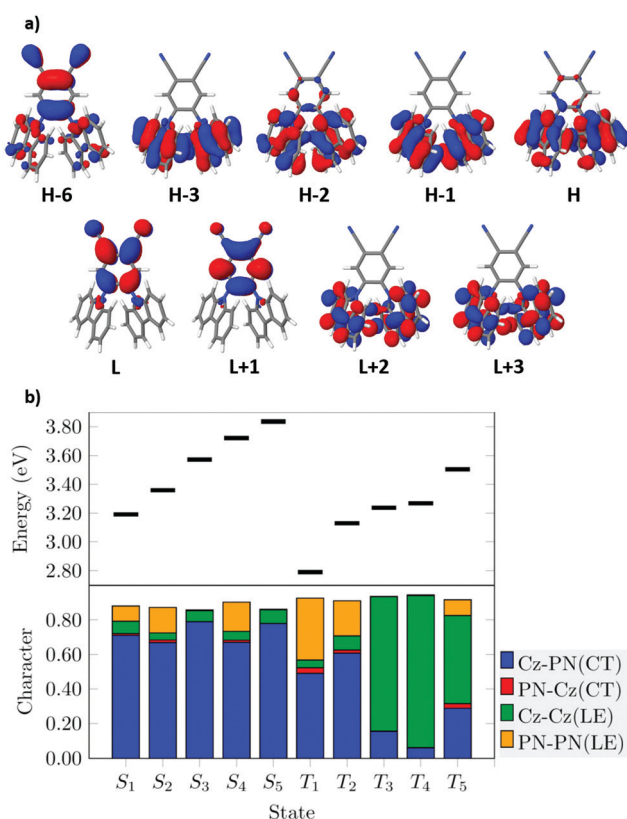 a)
H-6 H-3 H-2 H-1 H
L L+1 L+2 L+3
b)
Energy (eV)
3.80
3.60
3.40
3.20
3.00
2.80
Character
0.80
0.60
0.40
0.20
0.00
S1 S2 S3 S4 S5 T1 T2 T3 T4 T5
State
Cz-PN(CT)
PN-Cz(CT)
Cz-Cz(LE)
PN-PN(LE)